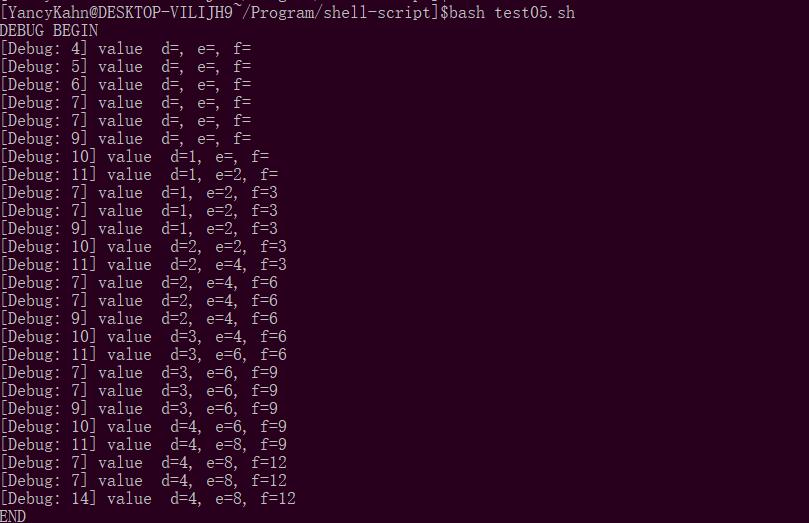 [YancyKahn@DESKTOP-VILIJH9~/Program/shell-script]$bash test05.sh
DEBUG BEGIN
[Debug: 4] value  d=, e=, f=
[Debug: 5] value  d=, e=, f=
[Debug: 6] value  d=, e=, f=
[Debug: 7] value  d=, e=, f=
[Debug: 7] value  d=, e=, f=
[Debug: 9] value  d=, e=, f=
[Debug: 10] value  d=1, e=, f=
[Debug: 11] value  d=1, e=2, f=
[Debug: 7] value  d=1, e=2, f=3
[Debug: 7] value  d=1, e=2, f=3
[Debug: 9] value  d=1, e=2, f=3
[Debug: 10] value  d=2, e=2, f=3
[Debug: 11] value  d=2, e=4, f=3
[Debug: 7] value  d=2, e=4, f=6
[Debug: 7] value  d=2, e=4, f=6
[Debug: 9] value  d=2, e=4, f=6
[Debug: 10] value  d=3, e=4, f=6
[Debug: 11] value  d=3, e=6, f=6
[Debug: 7] value  d=3, e=6, f=9
[Debug: 7] value  d=3, e=6, f=9
[Debug: 9] value  d=3, e=6, f=9
[Debug: 10] value  d=4, e=6, f=9
[Debug: 11] value  d=4, e=8, f=9
[Debug: 7] value  d=4, e=8, f=12
[Debug: 7] value  d=4, e=8, f=12
[Debug: 14] value  d=4, e=8, f=12
END